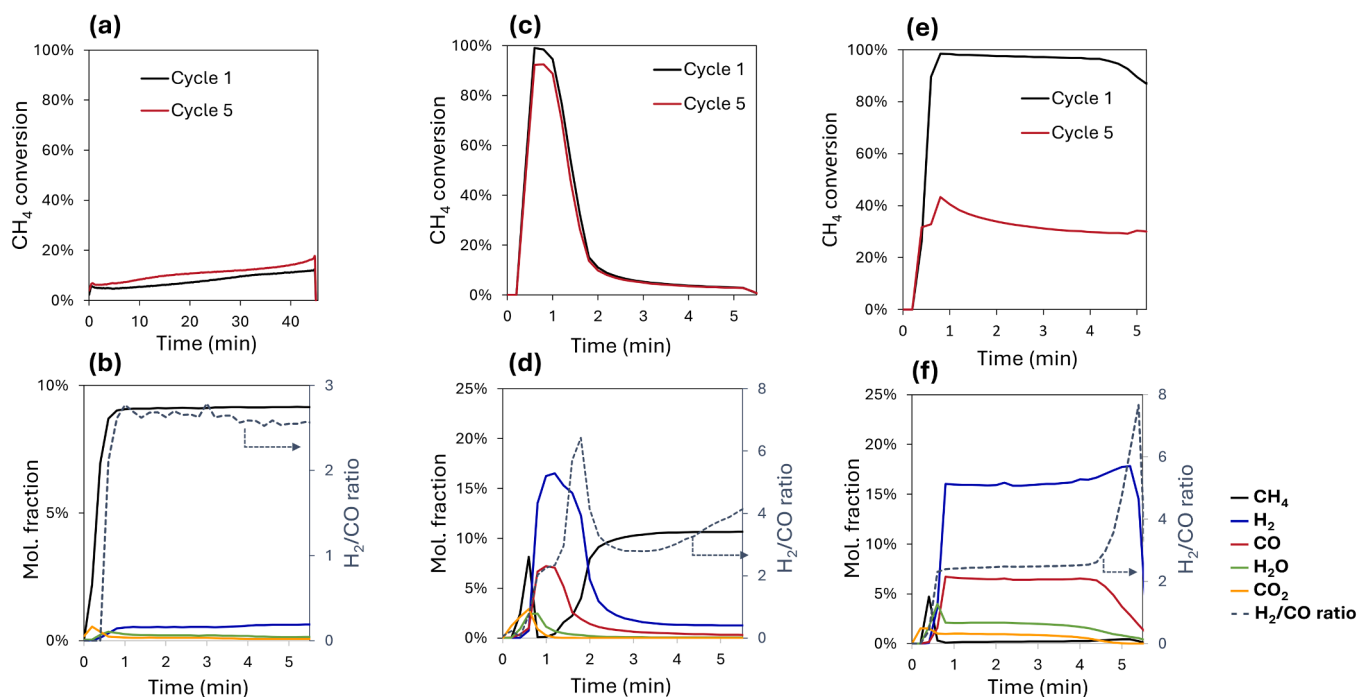 (a)
100%
80%
60%
40%
20%
0%
CH₄ conversion
Cycle 1
Cycle 5
0 10 20 30 40
Time (min)
(c)
100%
80%
60%
40%
20%
0%
CH₄ conversion
Cycle 1
Cycle 5
0 1 2 3 4 5
Time (min)
(e)
100%
80%
60%
40%
20%
0%
CH₄ conversion
Cycle 1
Cycle 5
0 1 2 3 4 5
Time (min)
(b)
10%
5%
0%
Mol. fraction
3
2
1
0
H₂/CO ratio
0 1 2 3 4 5
Time (min)
(d)
25%
20%
15%
10%
5%
0%
Mol. fraction
8
6
4
2
0
H₂/CO ratio
0 1 2 3 4 5
Time (min)
(f)
25%
20%
15%
10%
5%
0%
Mol. fraction
8
6
4
2
0
H₂/CO ratio
0 1 2 3 4 5
Time (min)
CH₄
H₂
CO
H₂O
CO₂
H₂/CO ratio